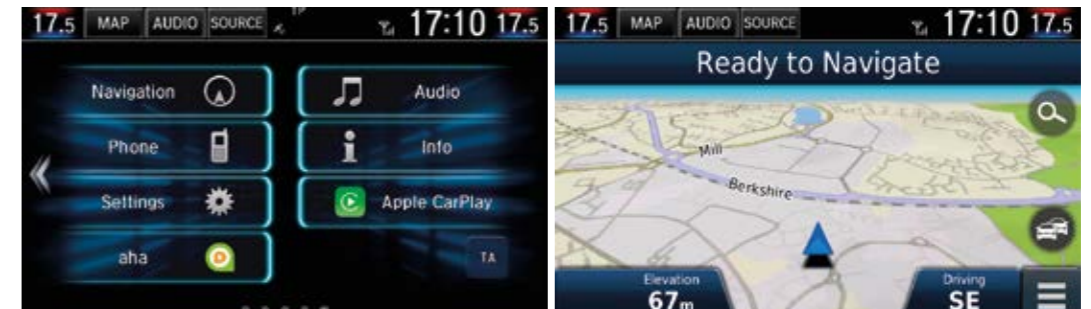 17.5 MAP AUDIO SOURCE 17:10 17.5
Navigation
Audio
Phone
Info
Settings
Apple CarPlay
aha
TA
17.5 MAP AUDIO SOURCE 17:10 17.5
Ready to Navigate
Mill
Berkshire
Elevation
67m
Driving
SE